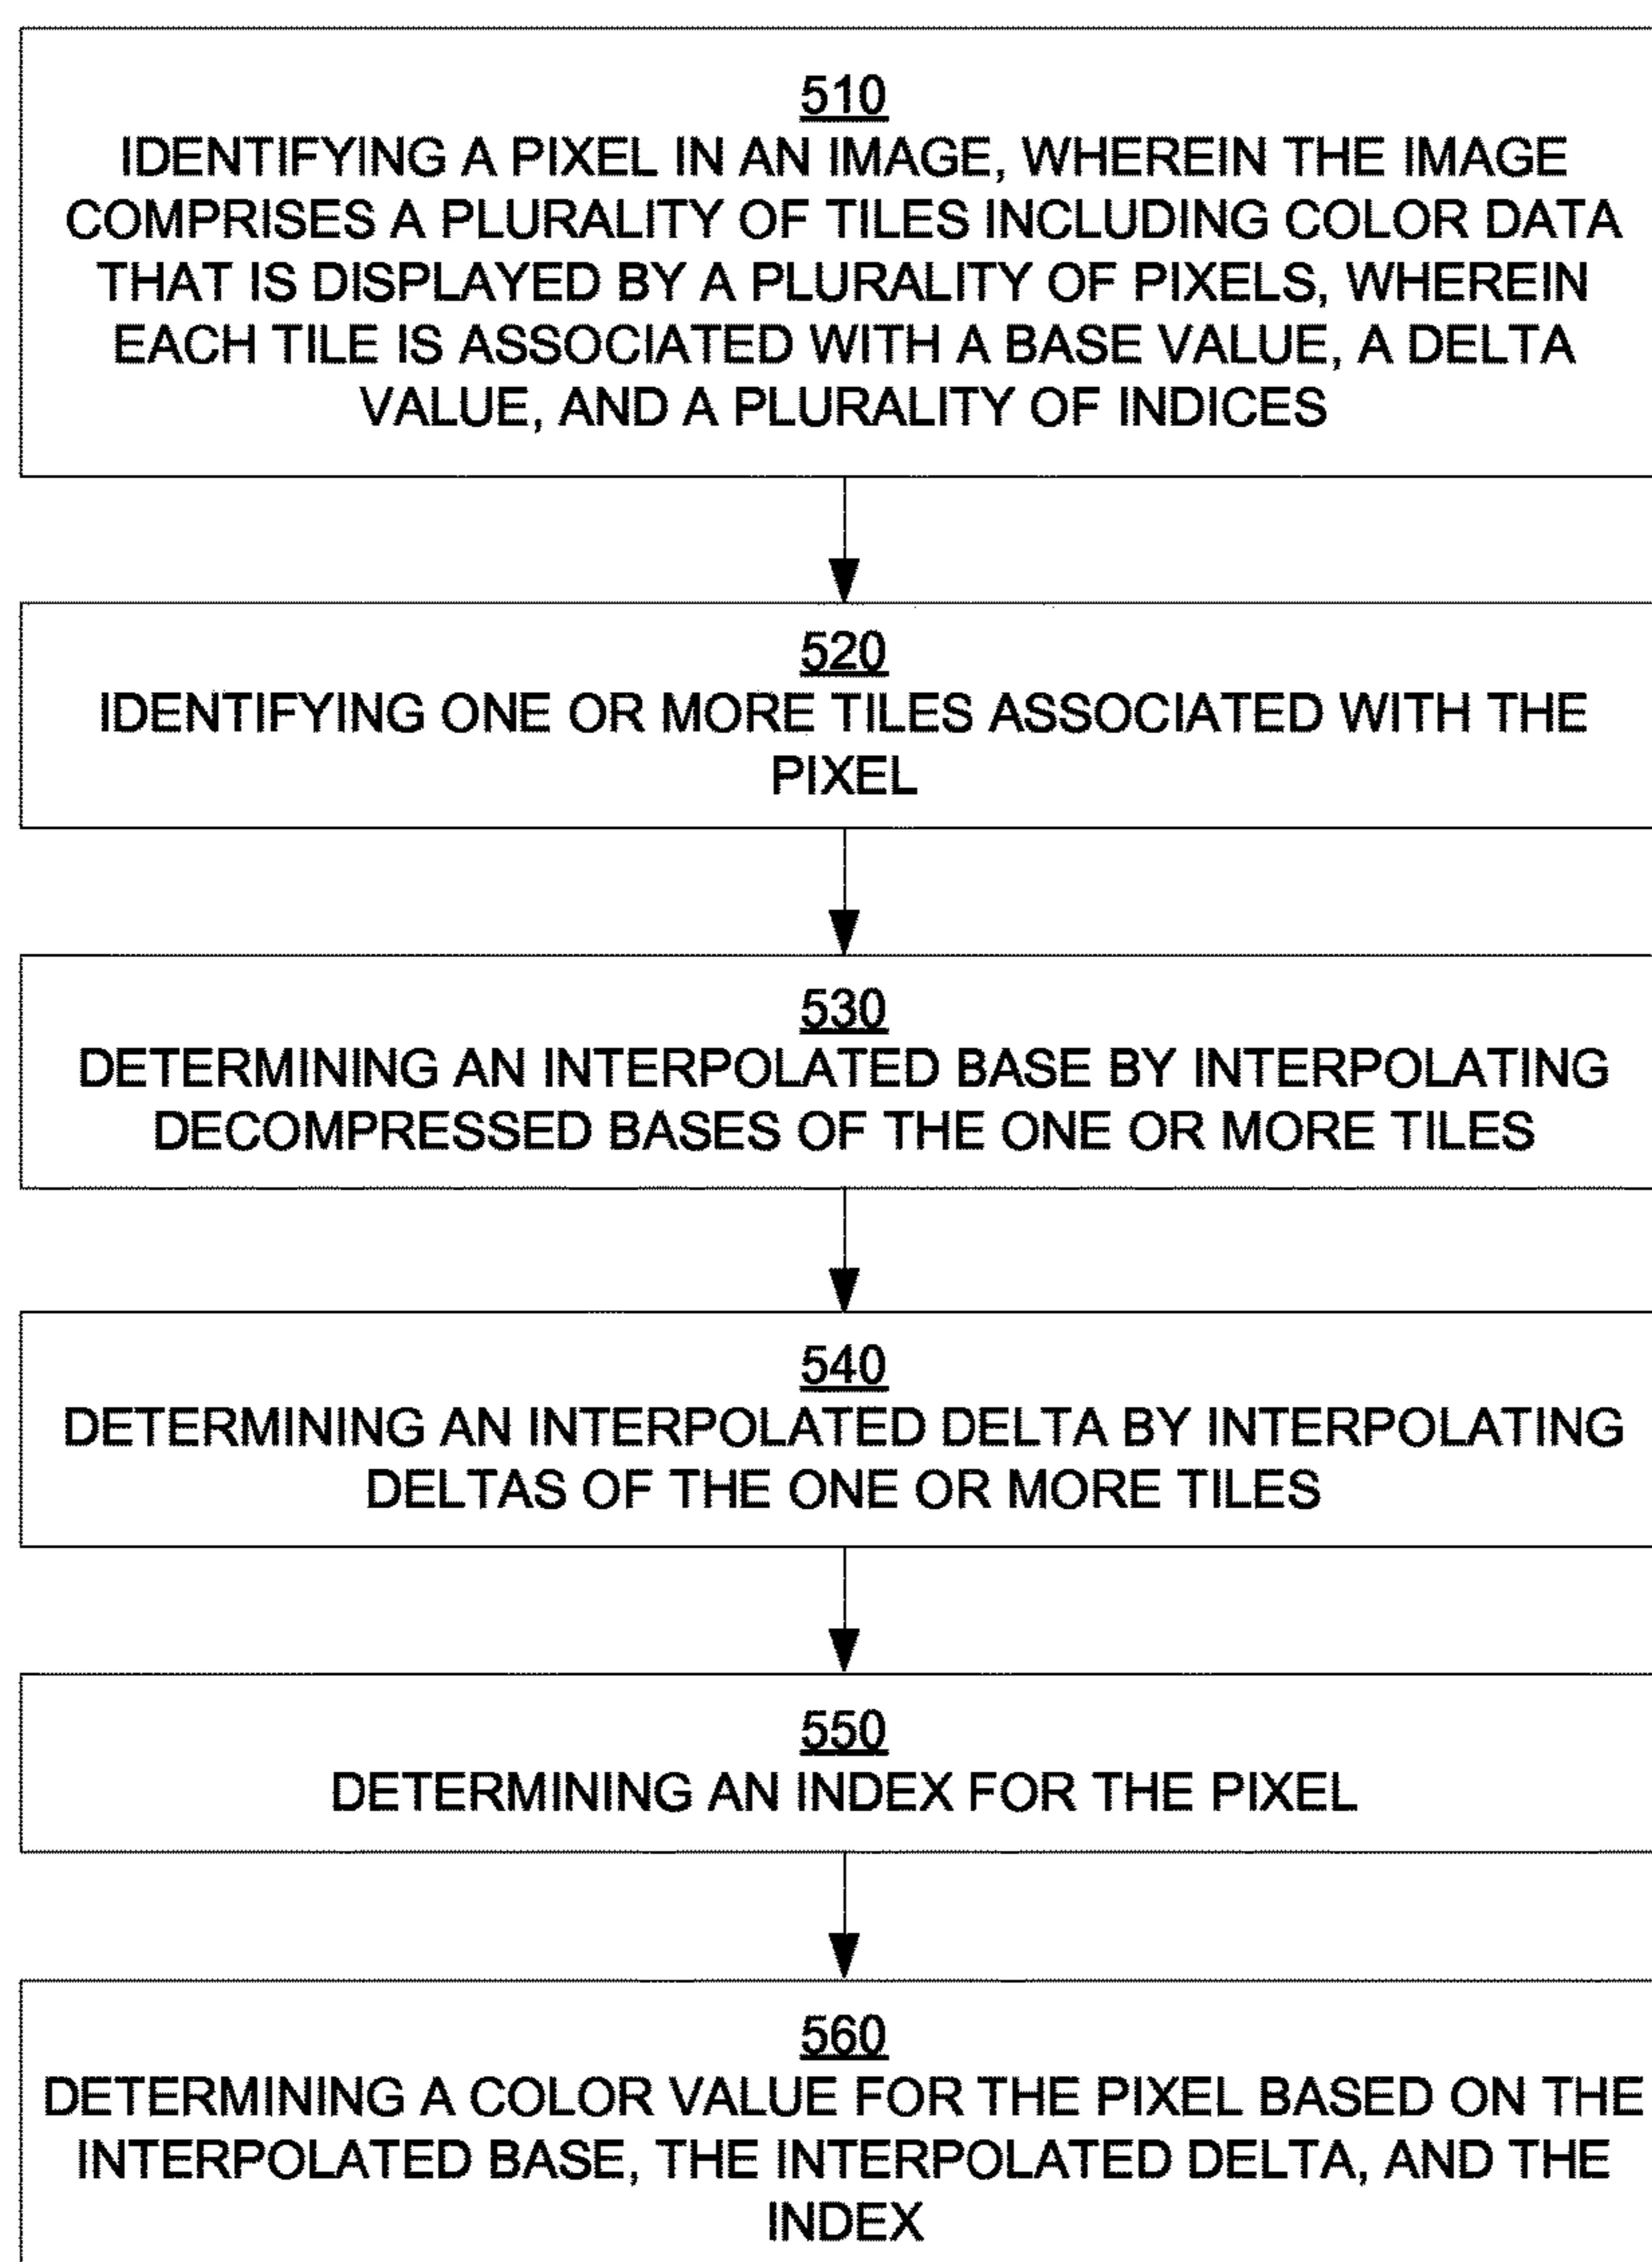 510
IDENTIFYING A PIXEL IN AN IMAGE, WHEREIN THE IMAGE
COMPRISES A PLURALITY OF TILES INCLUDING COLOR DATA
THAT IS DISPLAYED BY A PLURALITY OF PIXELS, WHEREIN
EACH TILE IS ASSOCIATED WITH A BASE VALUE, A DELTA
VALUE, AND A PLURALITY OF INDICES
520
IDENTIFYING ONE OR MORE TILES ASSOCIATED WITH THE
PIXEL
530
DETERMINING AN INTERPOLATED BASE BY INTERPOLATING
DECOMPRESSED BASES OF THE ONE OR MORE TILES
540
DETERMINING AN INTERPOLATED DELTA BY INTERPOLATING
DELTAS OF THE ONE OR MORE TILES
550
DETERMINING AN INDEX FOR THE PIXEL
560
DETERMINING A COLOR VALUE FOR THE PIXEL BASED ON THE
INTERPOLATED BASE, THE INTERPOLATED DELTA, AND THE
INDEX